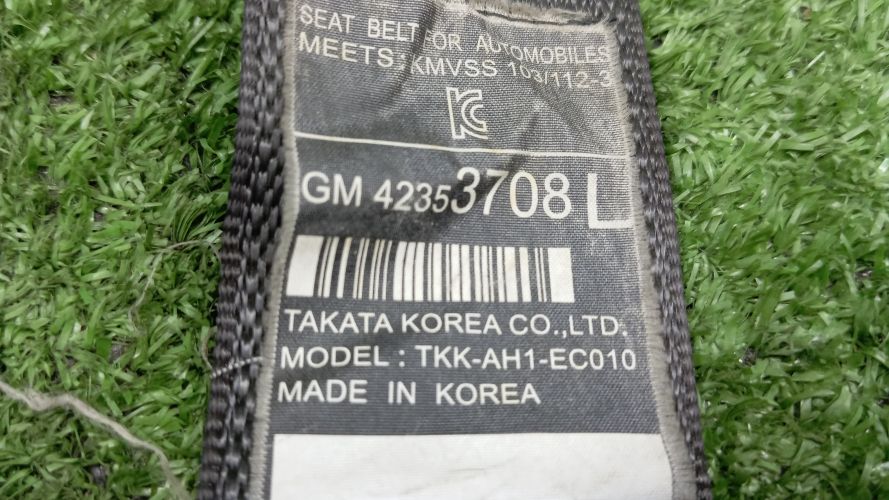 SEAT BELT FOR AUTOMOBILES
MEETS: KMVSS 103/112-3
KC
GM 42353708 L
TAKATA KOREA CO.,LTD.
MODEL : TKK-AH1-EC010
MADE IN KOREA